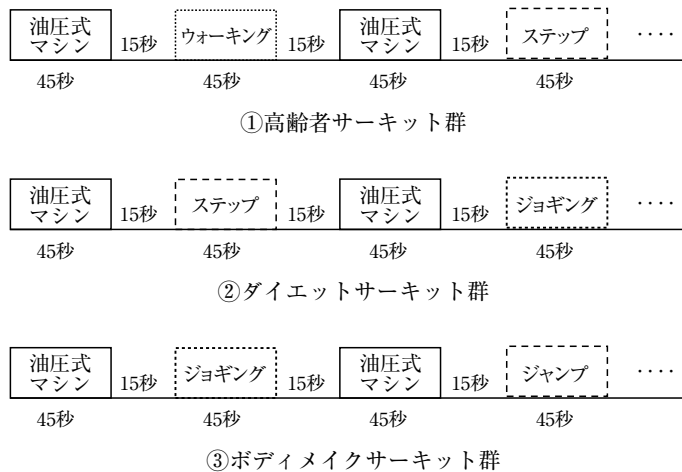 油圧式
マシン
15秒
ウォーキング
15秒
油圧式
マシン
15秒
ステップ
‥‥
45秒 45秒 45秒 45秒
①高齢者サーキット群
油圧式
マシン
15秒
ステップ
15秒
油圧式
マシン
15秒
ジョギング
‥‥
45秒 45秒 45秒 45秒
②ダイエットサーキット群
油圧式
マシン
15秒
ジョギング
15秒
油圧式
マシン
15秒
ジャンプ
‥‥
45秒 45秒 45秒 45秒
③ボディメイクサーキット群